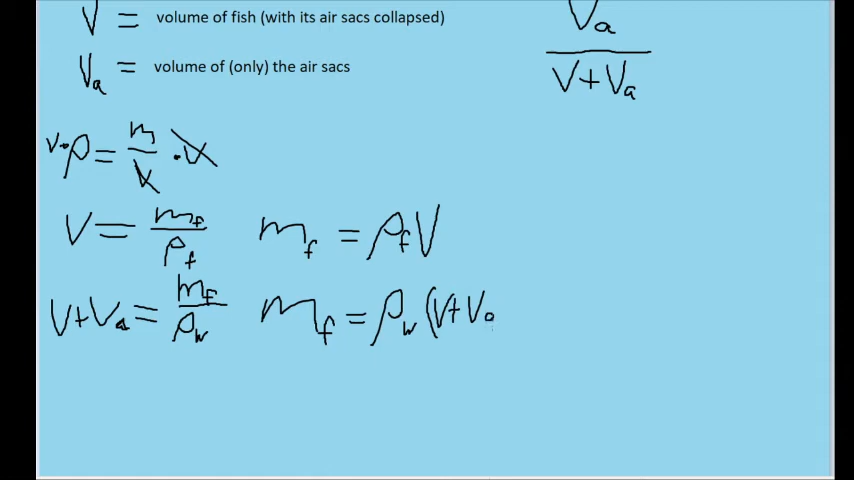 V = volume of fish (with its air sacs collapsed)
Va = volume of (only) the air sacs
Va / (V+Va)
V·ρ = m/V ·V
V = mf/ρf
mf = ρf V
V+Va = mf/ρw
mf = ρw (V+Va